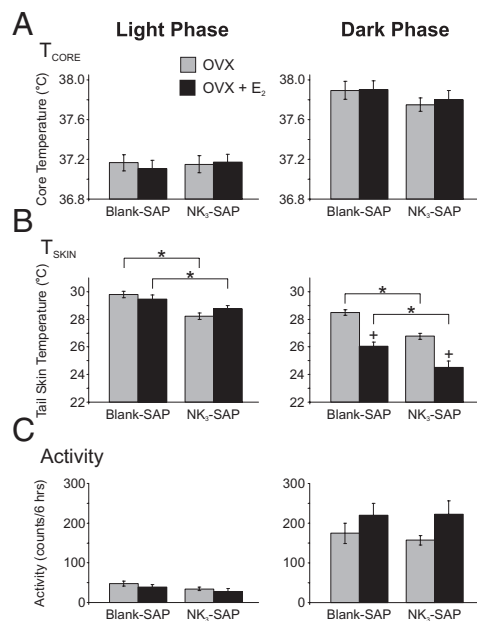 A
Light Phase
Dark Phase
T CORE
OVX
OVX + E₂
Core Temperature (°C)
38.0
37.6
37.2
36.8
Blank-SAP
NK₃-SAP
38.0
37.6
37.2
36.8
Blank-SAP
NK₃-SAP
B
T SKIN
Tail Skin Temperature (°C)
30
28
26
24
22
*
*
Blank-SAP
NK₃-SAP
30
28
26
24
22
*
*
+
+
Blank-SAP
NK₃-SAP
C
Activity
Activity (counts/6 hrs)
300
200
100
0
Blank-SAP
NK₃-SAP
300
200
100
0
Blank-SAP
NK₃-SAP